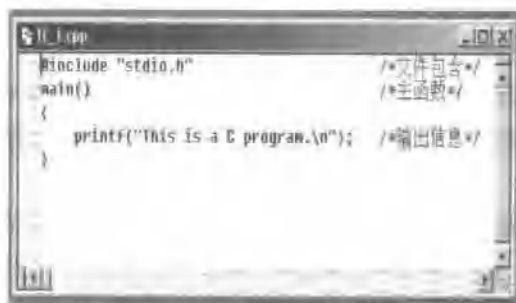 #include "stdio.h" /*文件包含*/
main() /*主函数*/
{
printf("This is a C program.\n"); /*输出信息*/
}